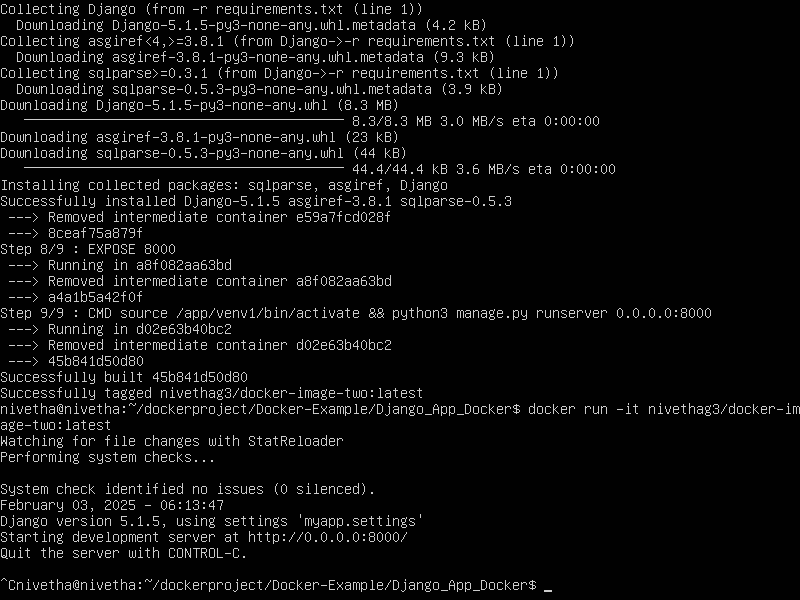 Collecting Django (from -r requirements.txt (line 1))
  Downloading Django-5.1.5-py3-none-any.whl.metadata (4.2 kB)
Collecting asgiref<4,>=3.8.1 (from Django->-r requirements.txt (line 1))
  Downloading asgiref-3.8.1-py3-none-any.whl.metadata (9.3 kB)
Collecting sqlparse>=0.3.1 (from Django->-r requirements.txt (line 1))
  Downloading sqlparse-0.5.3-py3-none-any.whl.metadata (3.9 kB)
Downloading Django-5.1.5-py3-none-any.whl (8.3 MB)
   ──────────────────────────────────────── 8.3/8.3 MB 3.0 MB/s eta 0:00:00
Downloading asgiref-3.8.1-py3-none-any.whl (23 kB)
Downloading sqlparse-0.5.3-py3-none-any.whl (44 kB)
   ──────────────────────────────────────── 44.4/44.4 kB 3.6 MB/s eta 0:00:00
Installing collected packages: sqlparse, asgiref, Django
Successfully installed Django-5.1.5 asgiref-3.8.1 sqlparse-0.5.3
 ---> Removed intermediate container e59a7fcd028f
 ---> 8ceaf75a879f
Step 8/9 : EXPOSE 8000
 ---> Running in a8f082aa63bd
 ---> Removed intermediate container a8f082aa63bd
 ---> a4a1b5a42f0f
Step 9/9 : CMD source /app/venv1/bin/activate && python3 manage.py runserver 0.0.0.0:8000
 ---> Running in d02e63b40bc2
 ---> Removed intermediate container d02e63b40bc2
 ---> 45b841d50d80
Successfully built 45b841d50d80
Successfully tagged nivethag3/docker-image-two:latest
nivetha@nivetha:~/dockerproject/Docker-Example/Django_App_Docker$ docker run -it nivethag3/docker-im
age-two:latest
Watching for file changes with StatReloader
Performing system checks...

System check identified no issues (0 silenced).
February 03, 2025 - 06:13:47
Django version 5.1.5, using settings 'myapp.settings'
Starting development server at http://0.0.0.0:8000/
Quit the server with CONTROL-C.

^Cnivetha@nivetha:~/dockerproject/Docker-Example/Django_App_Docker$ _